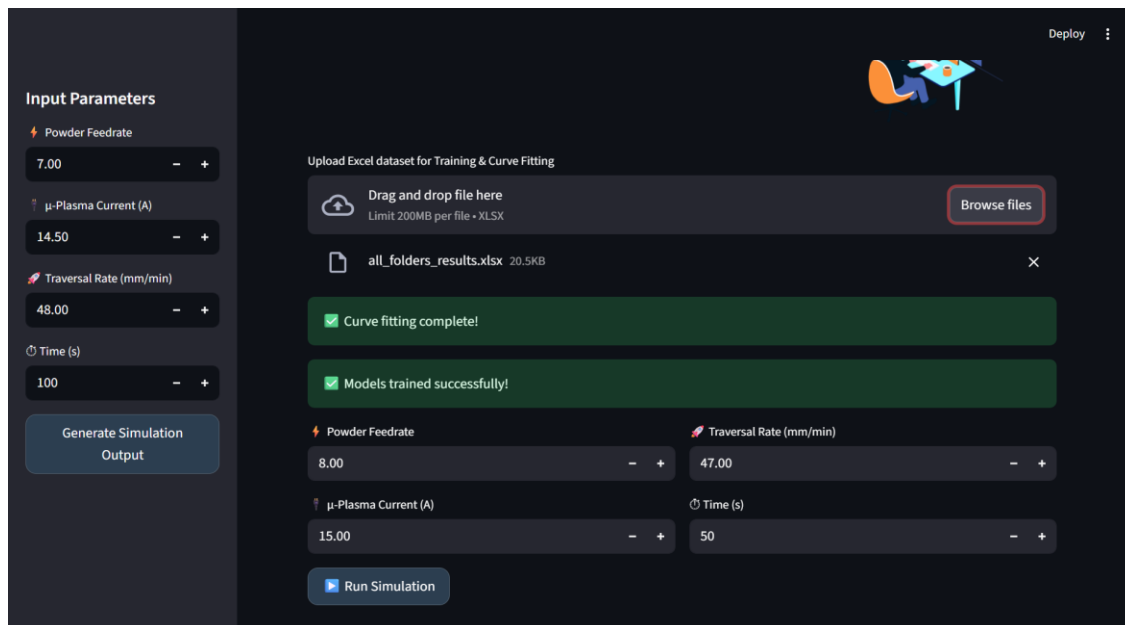 Deploy
Input Parameters
⚡ Powder Feedrate
7.00 − +
μ-Plasma Current (A)
14.50 − +
🚀 Traversal Rate (mm/min)
48.00 − +
⏱ Time (s)
100 − +
Generate Simulation
Output
Upload Excel dataset for Training & Curve Fitting
Drag and drop file here
Limit 200MB per file • XLSX
Browse files
all_folders_results.xlsx 20.5KB
✅ Curve fitting complete!
✅ Models trained successfully!
⚡ Powder Feedrate
8.00 − +
🚀 Traversal Rate (mm/min)
47.00 − +
μ-Plasma Current (A)
15.00 − +
⏱ Time (s)
50 − +
▶ Run Simulation